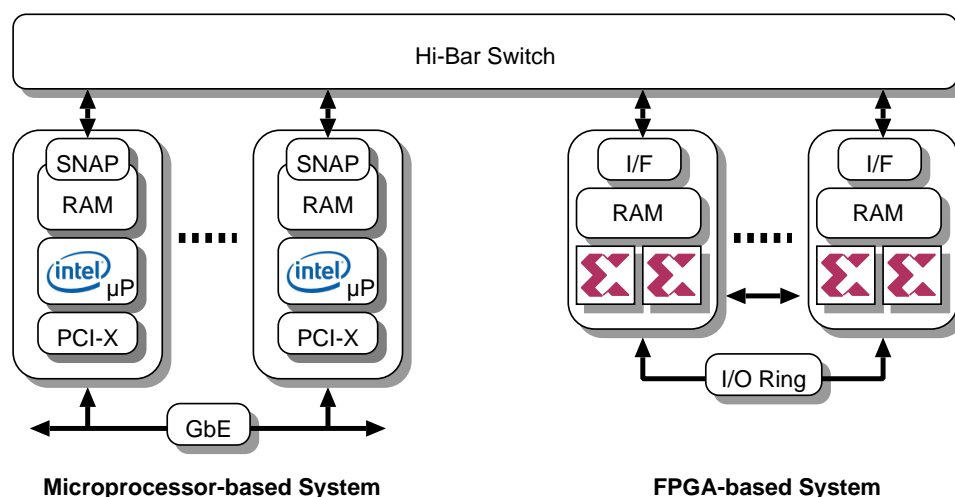 Hi-Bar Switch
SNAP
RAM
intel
µP
PCI-X
SNAP
RAM
intel
µP
PCI-X
GbE
I/F
RAM
I/F
RAM
I/O Ring
Microprocessor-based System
FPGA-based System